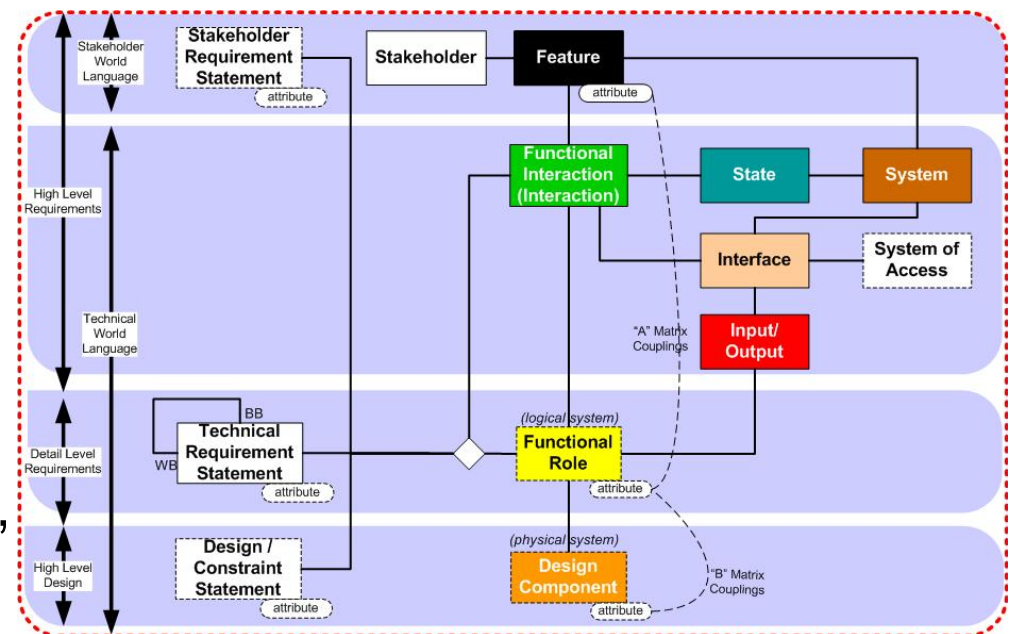 Stakeholder
World
Language
Stakeholder
Requirement
Statement
attribute
Stakeholder
Feature
attribute
High Level
Requirements
Technical
World
Language
Functional
Interaction
(Interaction)
State
System
Interface
System of
Access
"A" Matrix
Couplings
Input/
Output
Detail Level
Requirements
BB
WB
Technical
Requirement
Statement
attribute
(logical system)
Functional
Role
attribute
,
High Level
Design
Design /
Constraint
Statement
attribute
(physical system)
Design
Component
attribute
"B" Matrix
Couplings